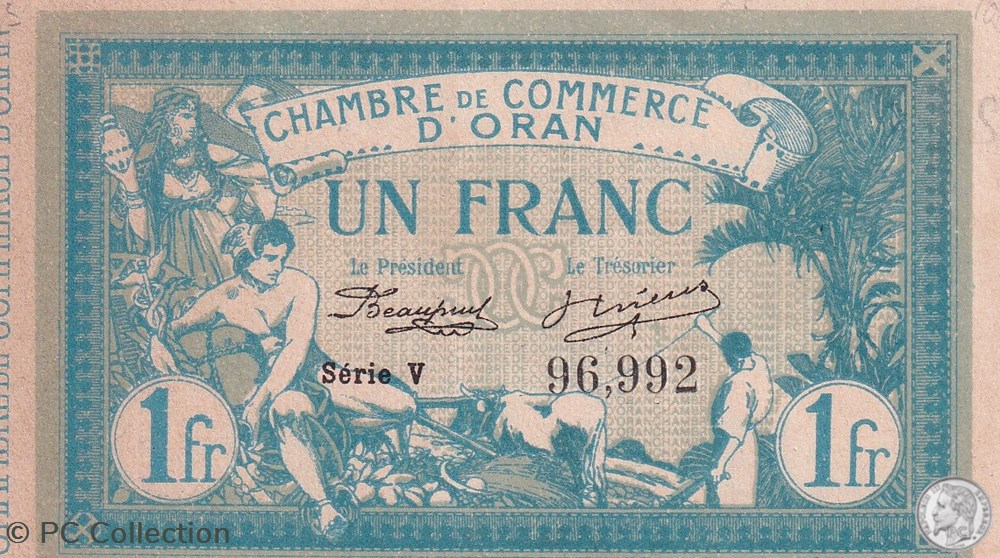 CHAMBRE DE COMMERCE
D'ORAN
UN FRANC
Le Président Le Trésorier
Série V 96,992
1fr 1fr
© PC Collection